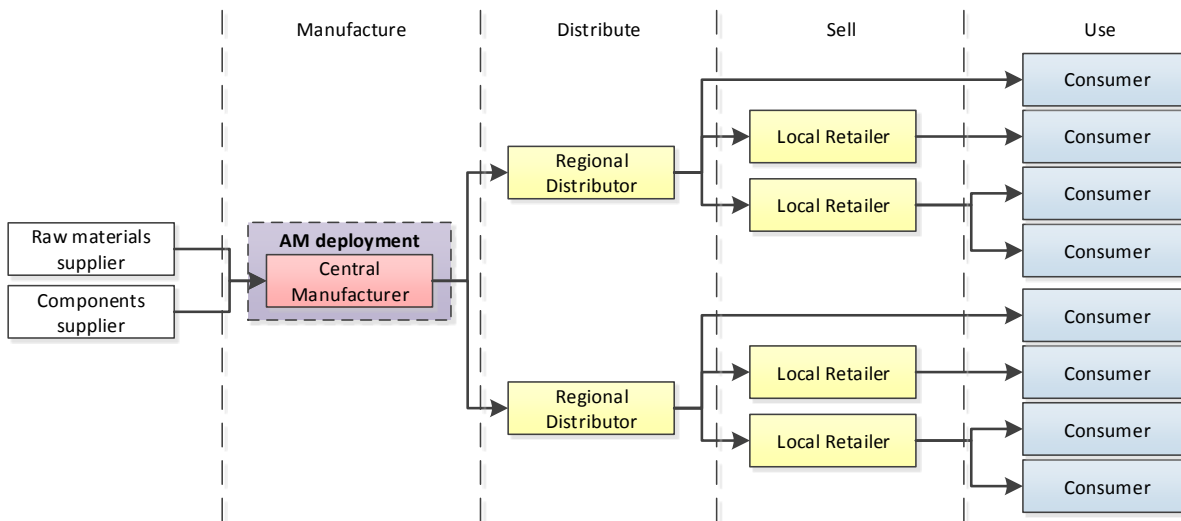 Manufacture
Distribute
Sell
Use
Raw materials
supplier
Components
supplier
AM deployment
Central
Manufacturer
Regional
Distributor
Regional
Distributor
Local Retailer
Local Retailer
Local Retailer
Local Retailer
Consumer
Consumer
Consumer
Consumer
Consumer
Consumer
Consumer
Consumer